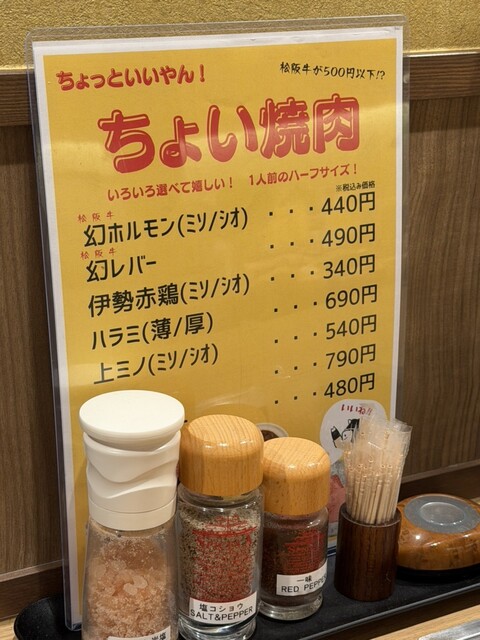 ちょっといいやん！
松阪牛が500円以下!?
ちょい焼肉
いろいろ選べて嬉しい！ 1人前のハーフサイズ！
※税込み価格
松阪牛
幻ホルモン(ミソ/シオ) ・・・440円
松阪牛
幻レバー ・・・490円
伊勢赤鶏(ミソ/シオ) ・・・340円
ハラミ(薄/厚) ・・・690円
上ミノ(ミソ/シオ) ・・・540円
・・・790円
・・・480円
いいね!!
岩塩
塩コショウ
SALT&PEPPER
一味
RED PEPPER